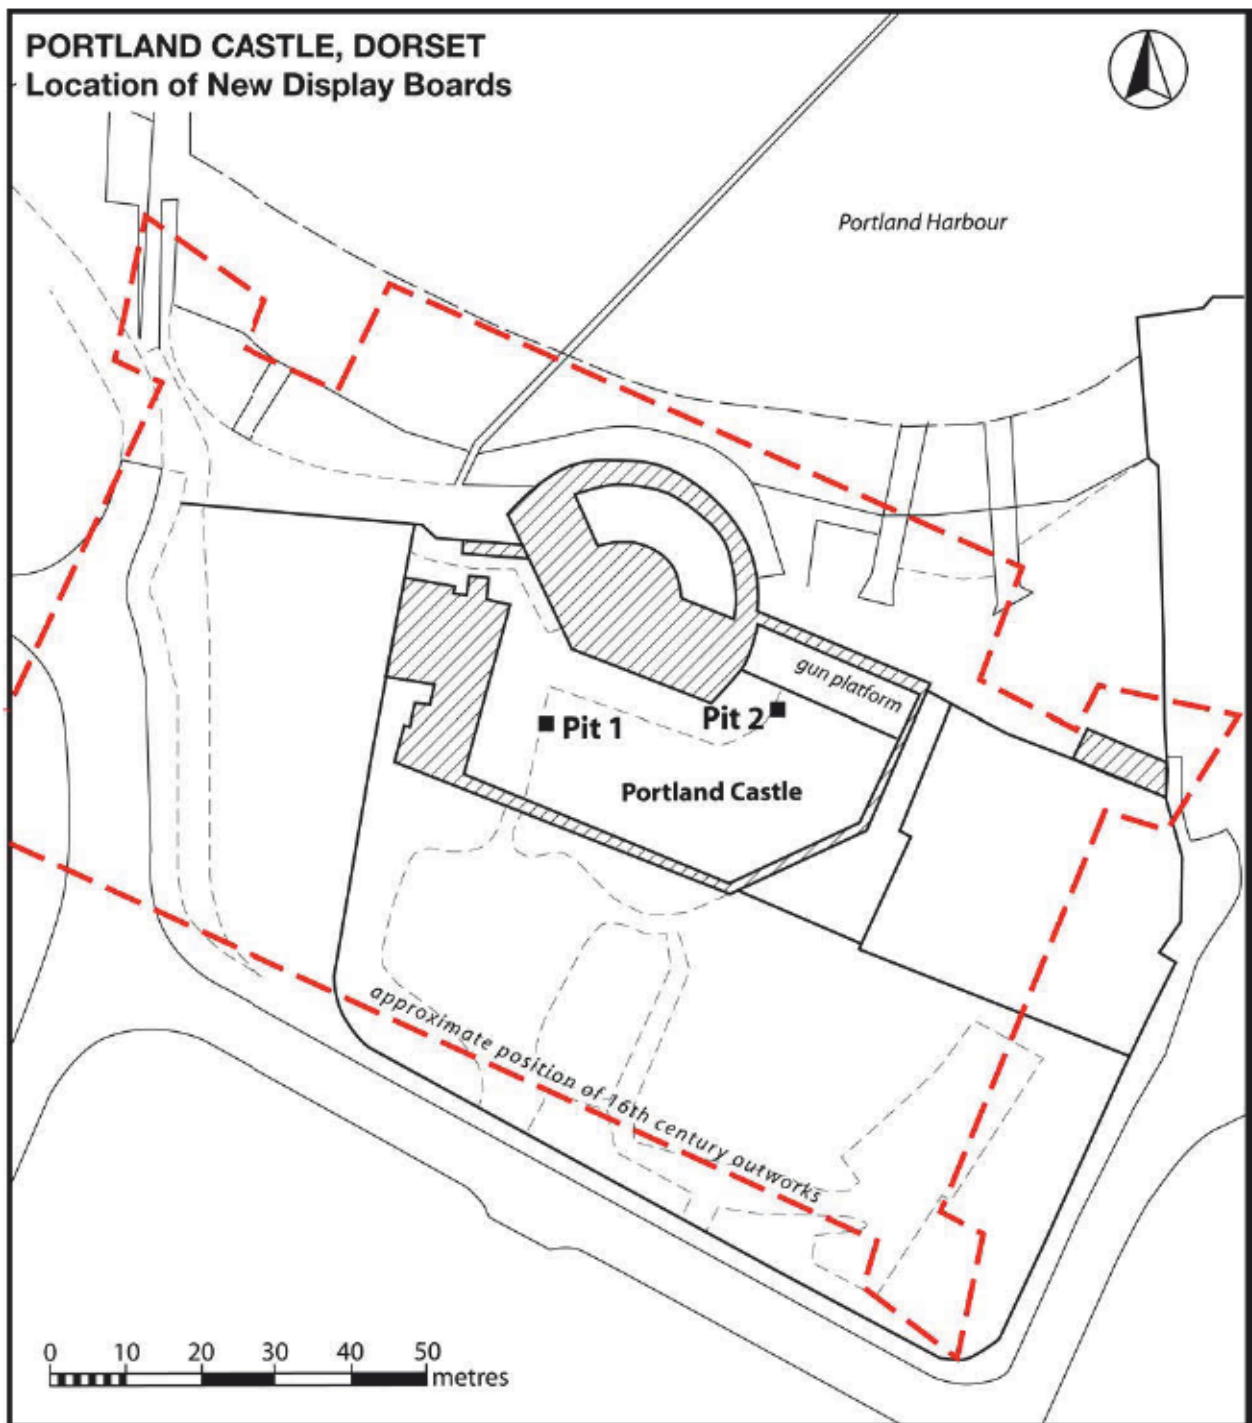 PORTLAND CASTLE, DORSET
Location of New Display Boards
Portland Harbour
gun platform
Pit 1
Pit 2
Portland Castle
approximate position of 16th century outworks
0 10 20 30 40 50
metres